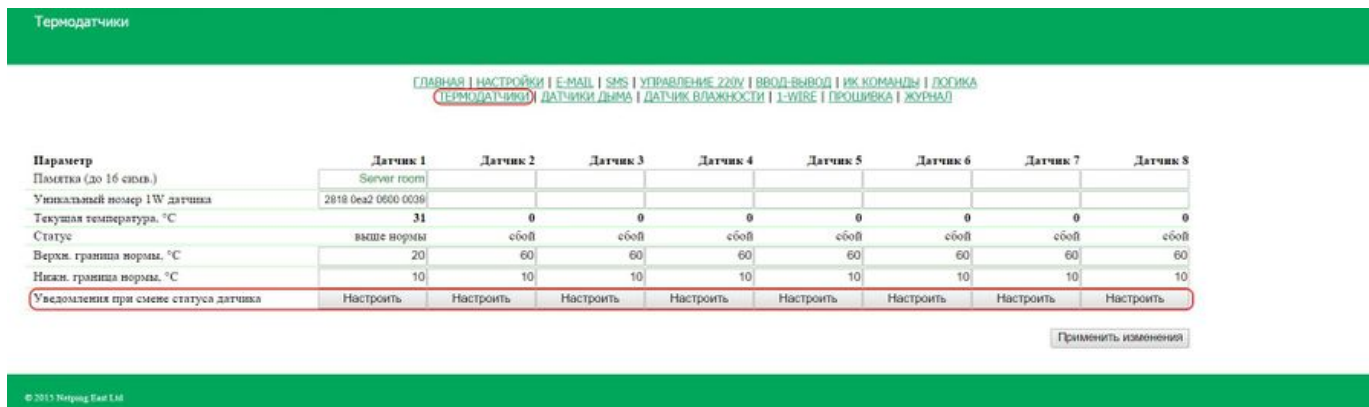 Термодатчики
ГЛАВНАЯ | НАСТРОЙКИ | E-MAIL | SMS | УПРАВЛЕНИЕ 220V | ВВОД-ВЫВОД | ИК КОМАНДЫ | ЛОГИКА
ТЕРМОДАТЧИКИ | ДАТЧИКИ ДЫМА | ДАТЧИК ВЛАЖНОСТИ | 1-WIRE | ПРОШИВКА | ЖУРНАЛ
Параметр Датчик 1 Датчик 2 Датчик 3 Датчик 4 Датчик 5 Датчик 6 Датчик 7 Датчик 8
Памятка (до 16 симв.) Server room
Уникальный номер 1W датчика 2818 0ea2 0600 0039
Текущая температура, °C 31 0 0 0 0 0 0 0
Статус выше нормы сбой сбой сбой сбой сбой сбой сбой
Верхн. граница нормы, °C 20 60 60 60 60 60 60 60
Нижн. граница нормы, °C 10 10 10 10 10 10 10 10
Уведомления при смене статуса датчика Настроить Настроить Настроить Настроить Настроить Настроить Настроить Настроить
Применить изменения
© 2015 Netping East Ltd